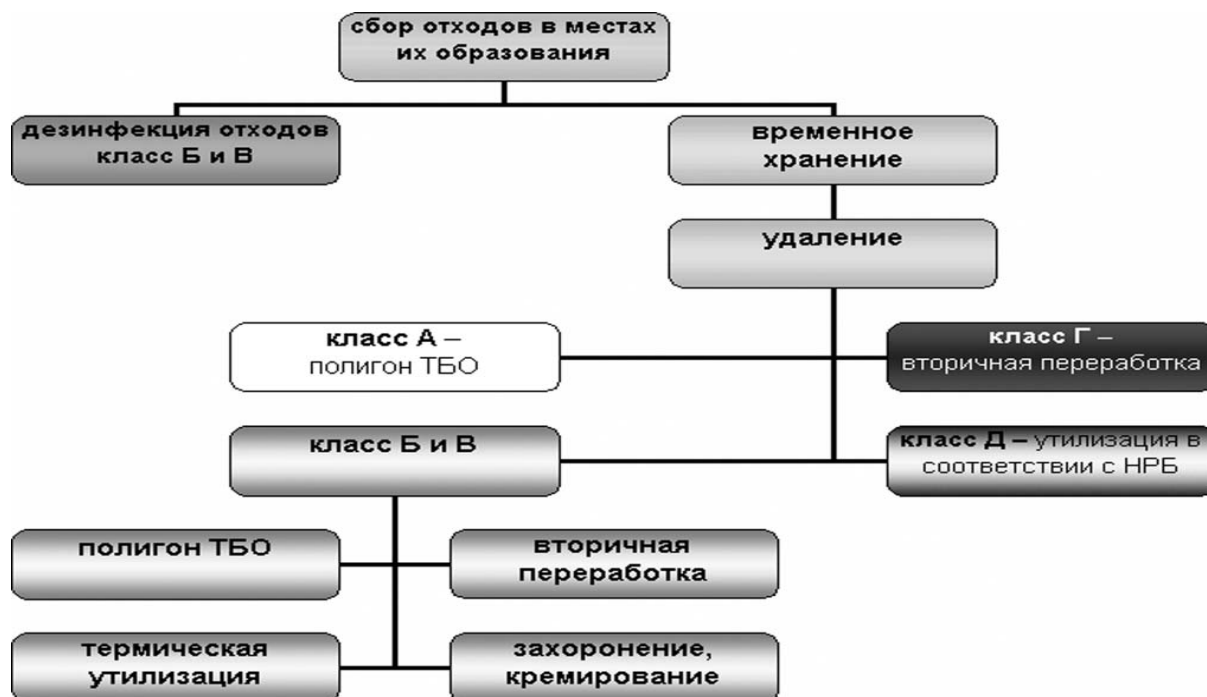 сбор отходов в местах
их образования
дезинфекция отходов
класс Б и В
временное
хранение
удаление
класс А –
полигон ТБО
класс Г –
вторичная переработка
класс Б и В
класс Д – утилизация в
соответствии с НРБ
полигон ТБО
вторичная
переработка
термическая
утилизация
захоронение,
кремирование